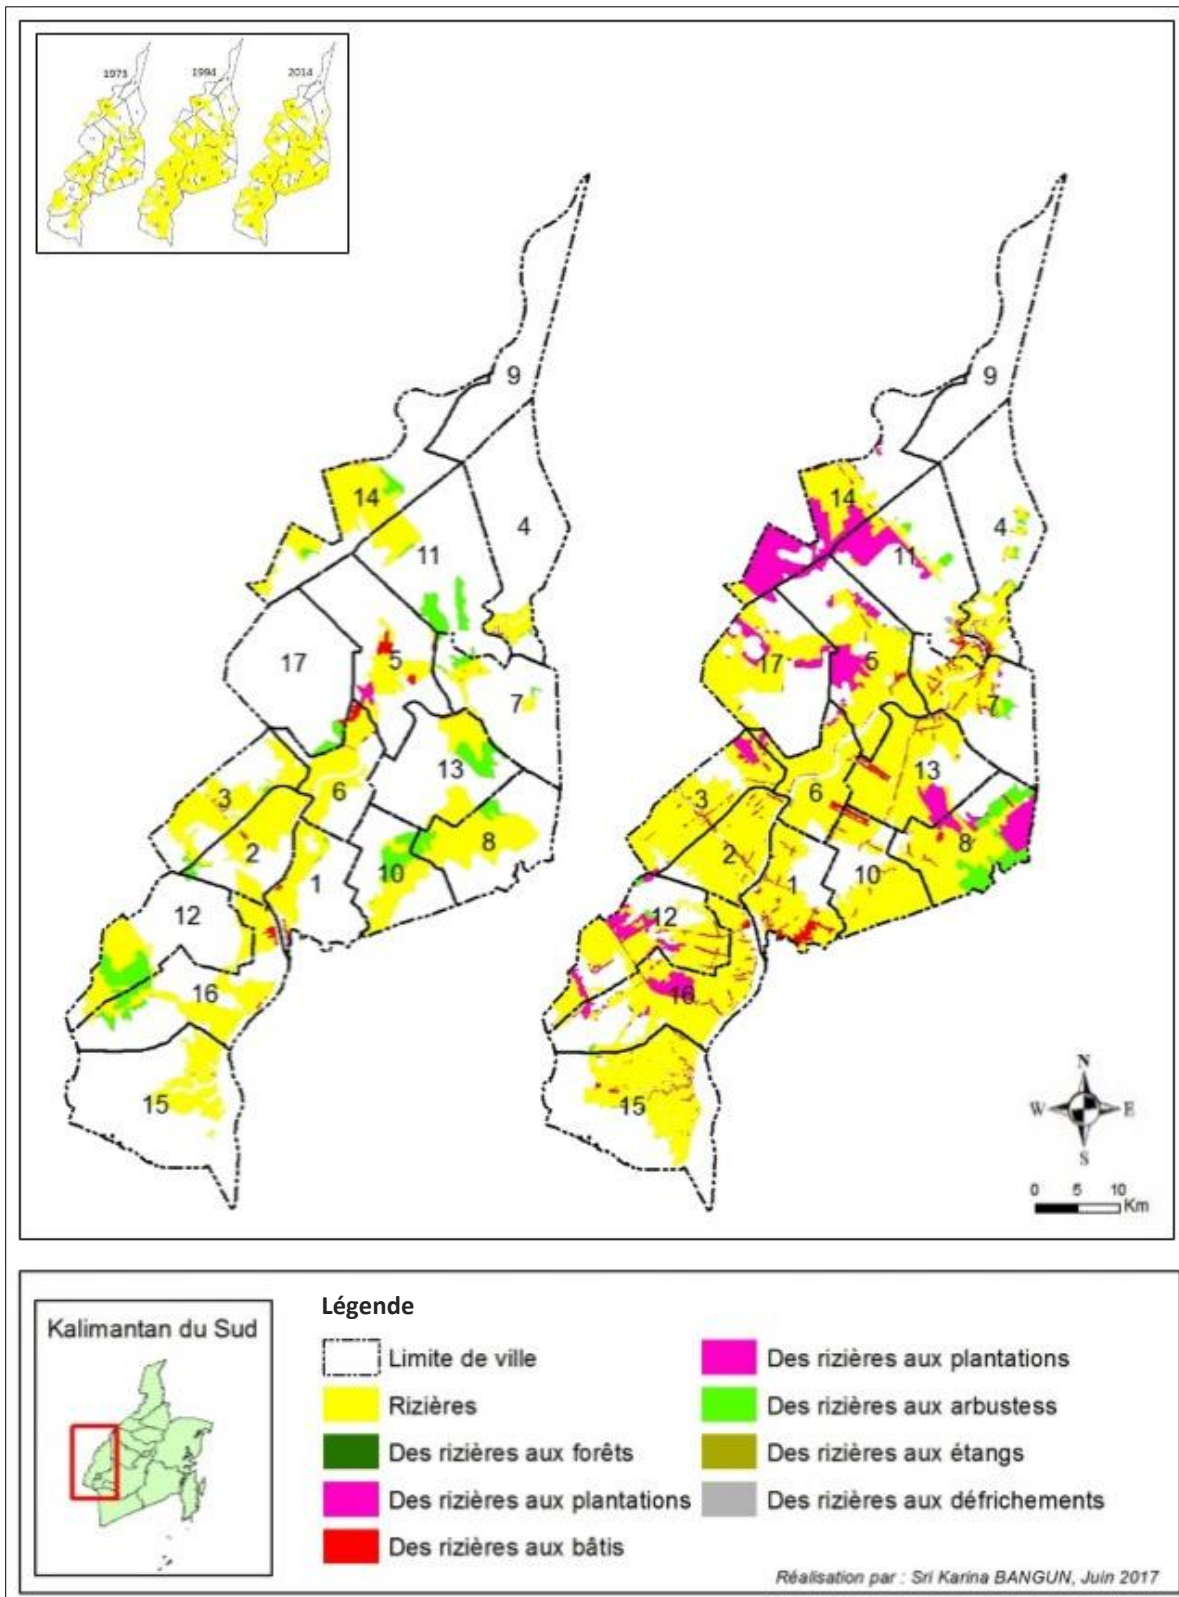 1973 1994 2014
9
14
4
11
5
17
7
13
3
6
8
2
10
1
12
16
15
9
14
4
11
5
17
7
13
3
6
8
2
10
1
12
16
15
N
W E
S
0 5 10
Km
Kalimantan du Sud
Légende
Limite de ville
Rizières
Des rizières aux forêts
Des rizières aux plantations
Des rizières aux bâtis
Des rizières aux plantations
Des rizières aux arbustess
Des rizières aux étangs
Des rizières aux défrichements
Réalisation par : Sri Karina BANGUN, Juin 2017